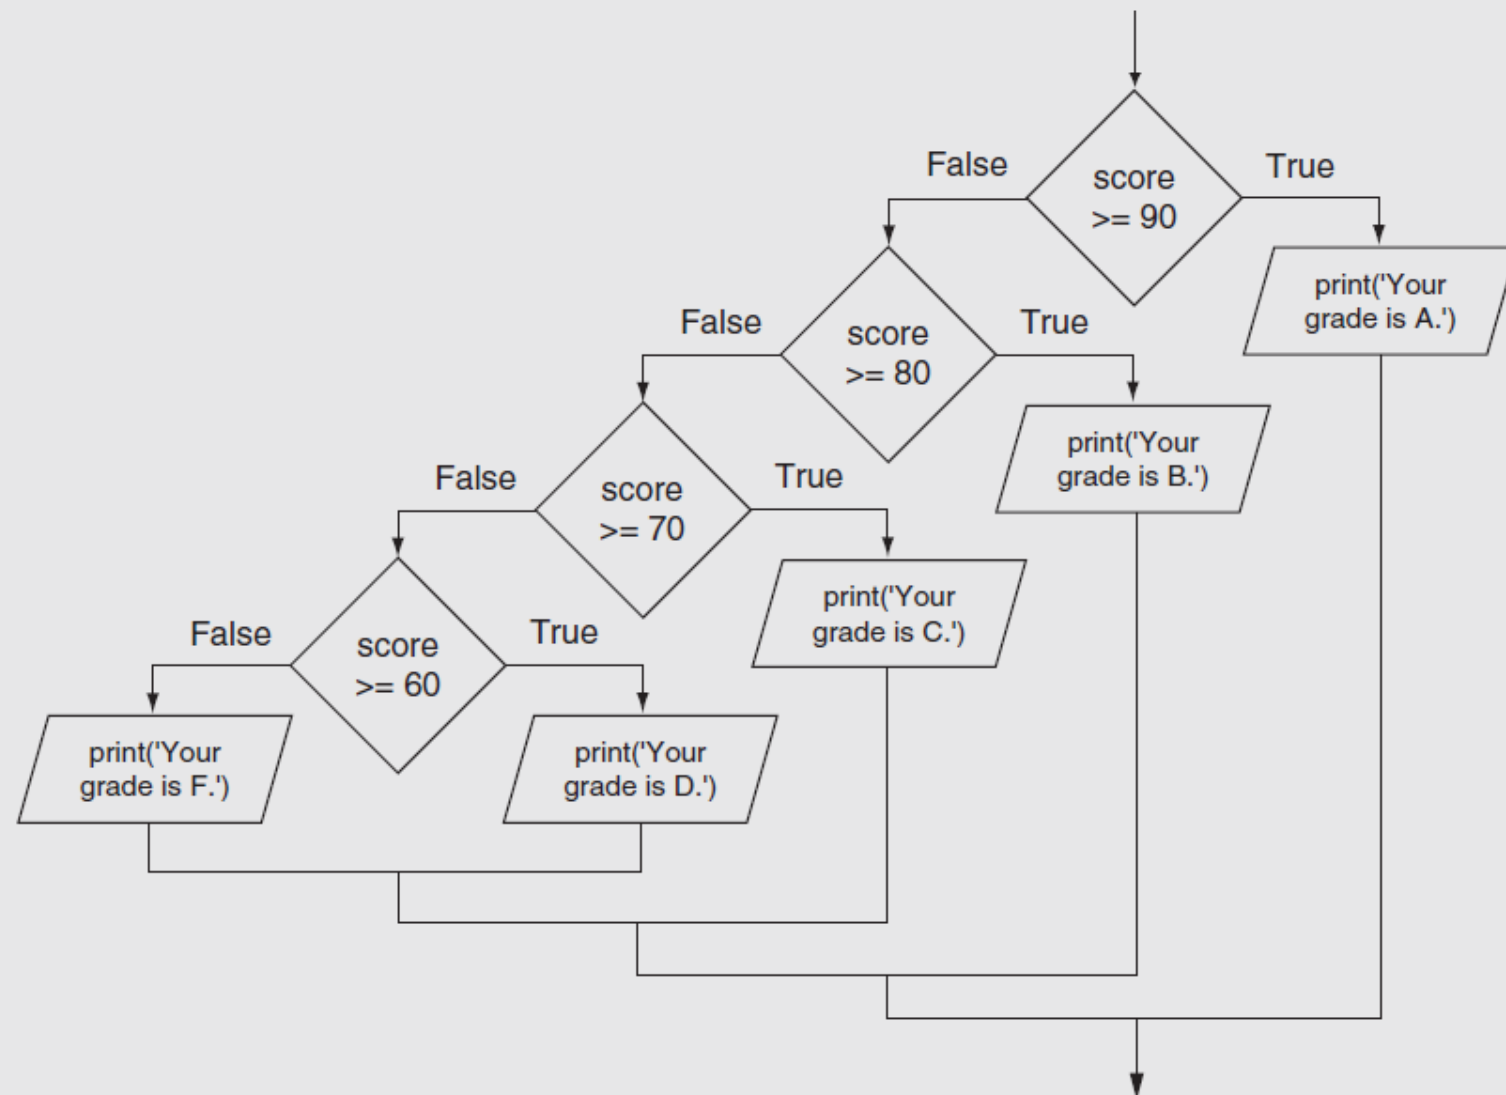 False
score
>= 90
True
print('Your
grade is A.')
False
score
>= 80
True
print('Your
grade is B.')
False
score
>= 70
True
print('Your
grade is C.')
False
score
>= 60
True
print('Your
grade is F.')
print('Your
grade is D.')